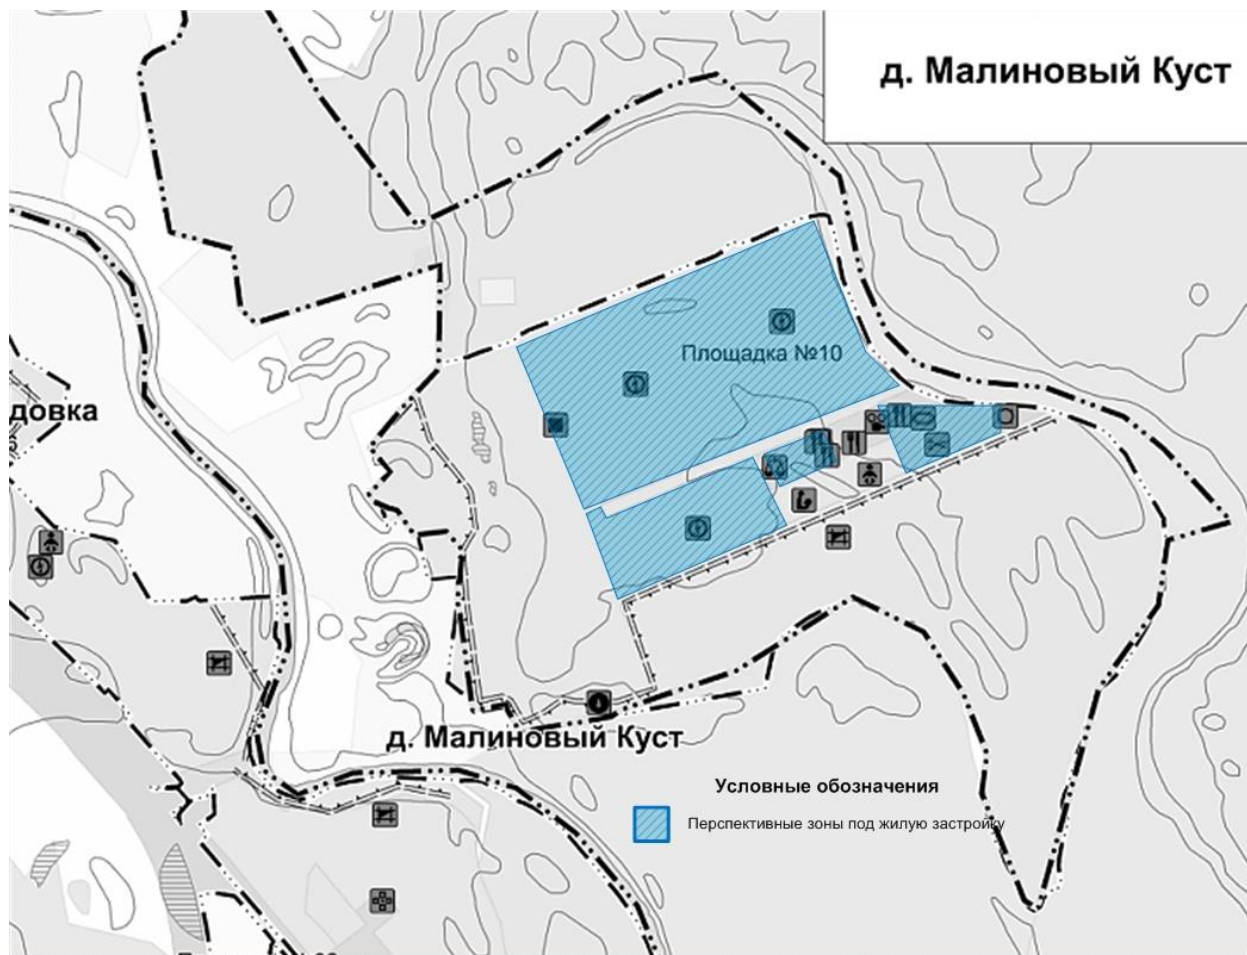 д. Малиновый Куст
Площадка №10
довка
д. Малиновый Куст
Условные обозначения
Перспективные зоны под жилую застройку